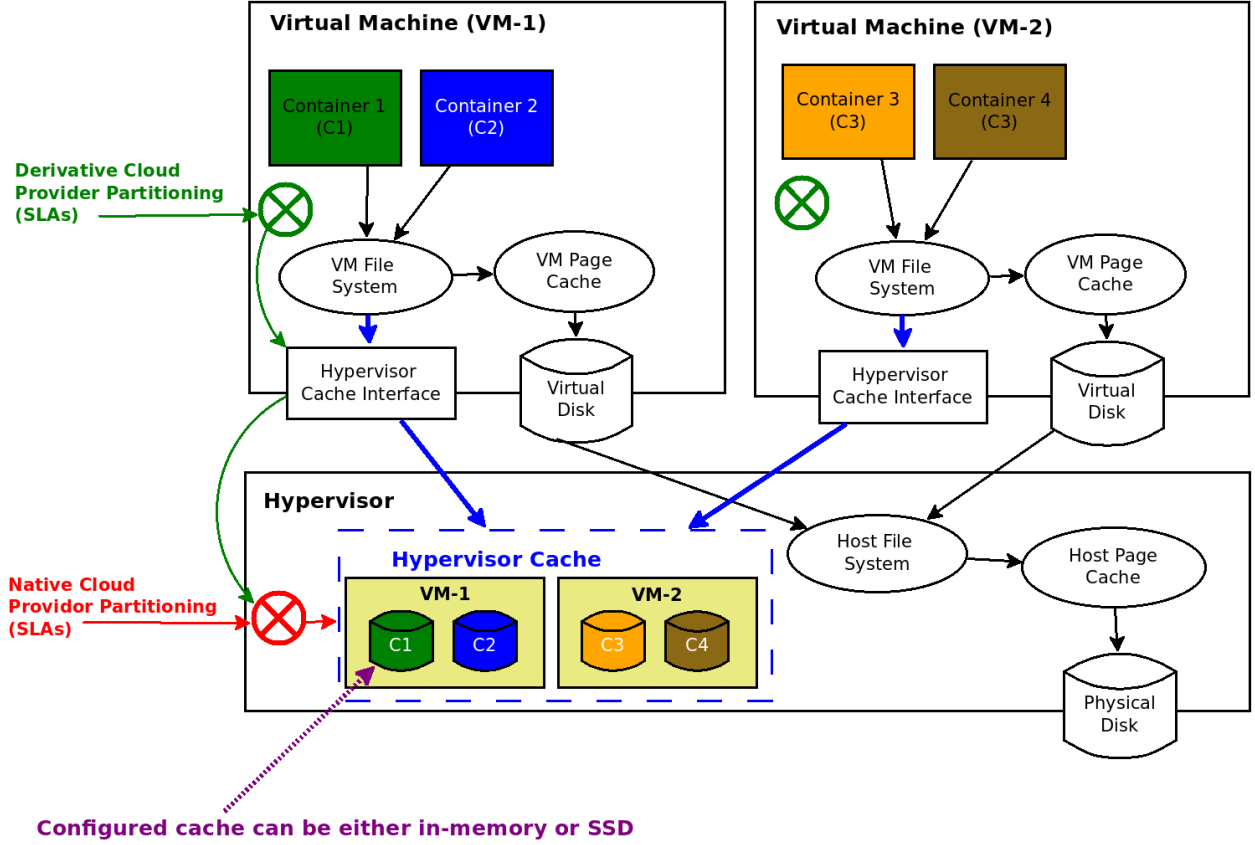 Virtual Machine (VM-1)
Container 1
(C1)
Container 2
(C2)
Derivative Cloud
Provider Partitioning
(SLAs)
VM File
System
VM Page
Cache
Hypervisor
Cache Interface
Virtual
Disk
Virtual Machine (VM-2)
Container 3
(C3)
Container 4
(C3)
VM File
System
VM Page
Cache
Hypervisor
Cache Interface
Virtual
Disk
Hypervisor
Hypervisor Cache
VM-1
C1
C2
VM-2
C3
C4
Host File
System
Host Page
Cache
Physical
Disk
Native Cloud
Providor Partitioning
(SLAs)
Configured cache can be either in-memory or SSD